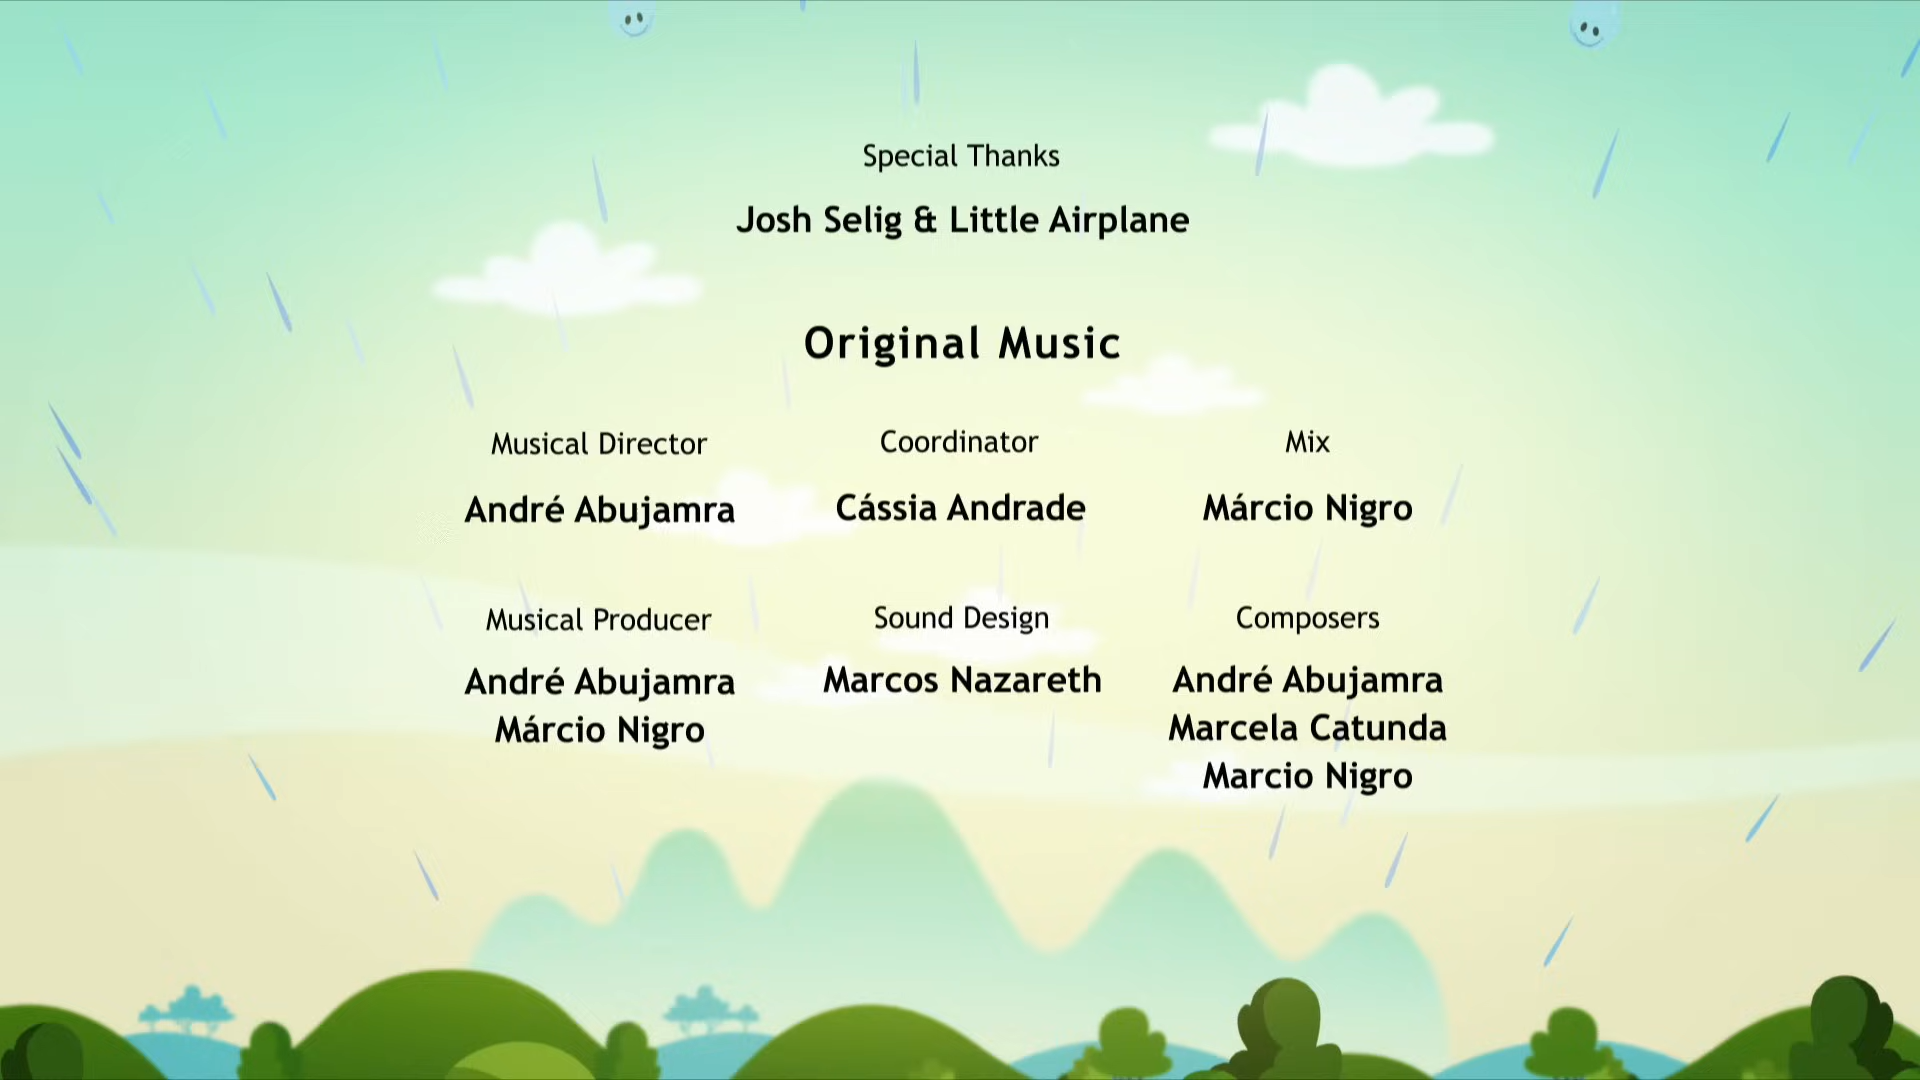 Special Thanks
Josh Selig & Little Airplane
Original Music
Musical Director
André Abujamra
Coordinator
Cássia Andrade
Mix
Márcio Nigro
Musical Producer
André Abujamra
Márcio Nigro
Sound Design
Marcos Nazareth
Composers
André Abujamra
Marcela Catunda
Marcio Nigro